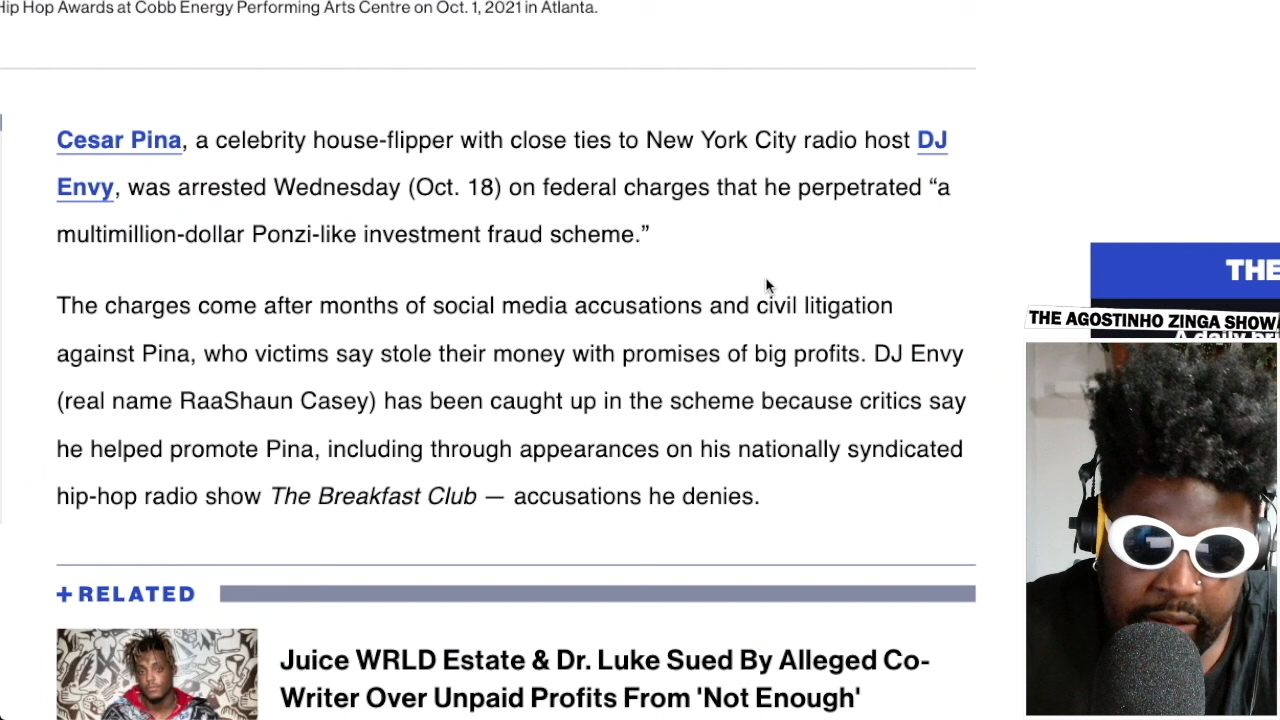 Hip Hop Awards at Cobb Energy Performing Arts Centre on Oct. 1, 2021 in Atlanta.
Cesar Pina, a celebrity house-flipper with close ties to New York City radio host DJ
Envy, was arrested Wednesday (Oct. 18) on federal charges that he perpetrated “a
multimillion-dollar Ponzi-like investment fraud scheme.”
The charges come after months of social media accusations and civil litigation
against Pina, who victims say stole their money with promises of big profits. DJ Envy
(real name RaaShaun Casey) has been caught up in the scheme because critics say
he helped promote Pina, including through appearances on his nationally syndicated
hip-hop radio show The Breakfast Club — accusations he denies.
+ RELATED
Juice WRLD Estate & Dr. Luke Sued By Alleged Co-
Writer Over Unpaid Profits From 'Not Enough'
THE
THE AGOSTINHO ZINGA SHOW